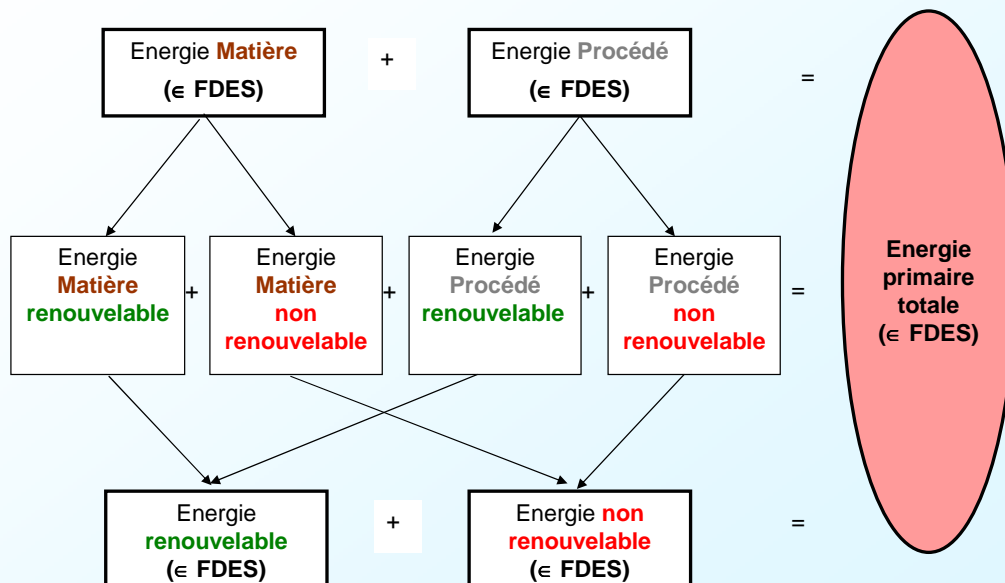 Energie Matière
(∈ FDES)
+
Energie Procédé
(∈ FDES)
=
Energie
Matière
renouvelable
+
Energie
Matière
non
renouvelable
+
Energie
Procédé
renouvelable
+
Energie
Procédé
non
renouvelable
=
Energie
primaire
totale
(∈ FDES)
Energie
renouvelable
(∈ FDES)
+
Energie non
renouvelable
(∈ FDES)
=